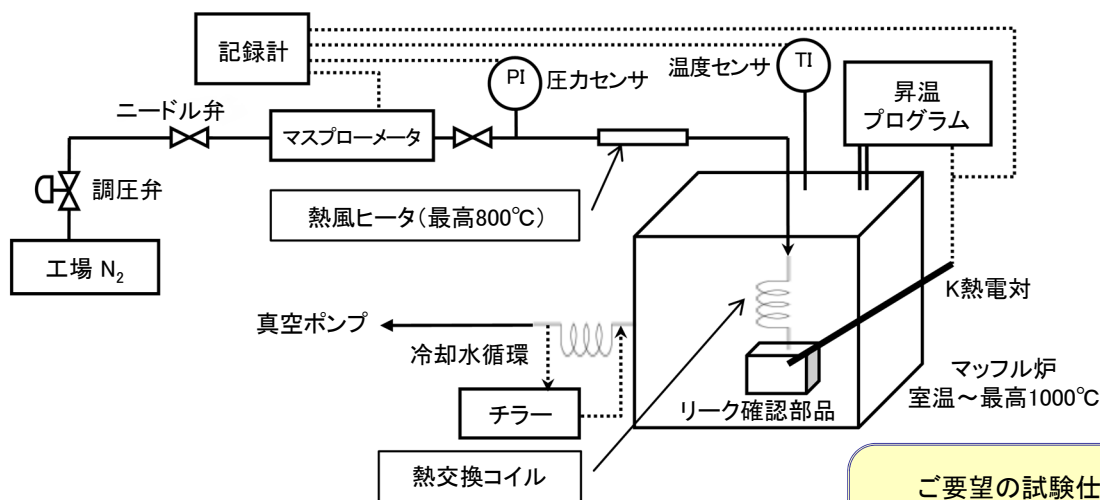 記録計
PI
圧力センサ
温度センサ
TI
昇温
プログラム
ニードル弁
マスプローメータ
調圧弁
熱風ヒータ(最高800℃)
工場 N₂
K熱電対
真空ポンプ
冷却水循環
マッフル炉
室温~最高1000℃
チラー
リーク確認部品
熱交換コイル
ご要望の試験仕